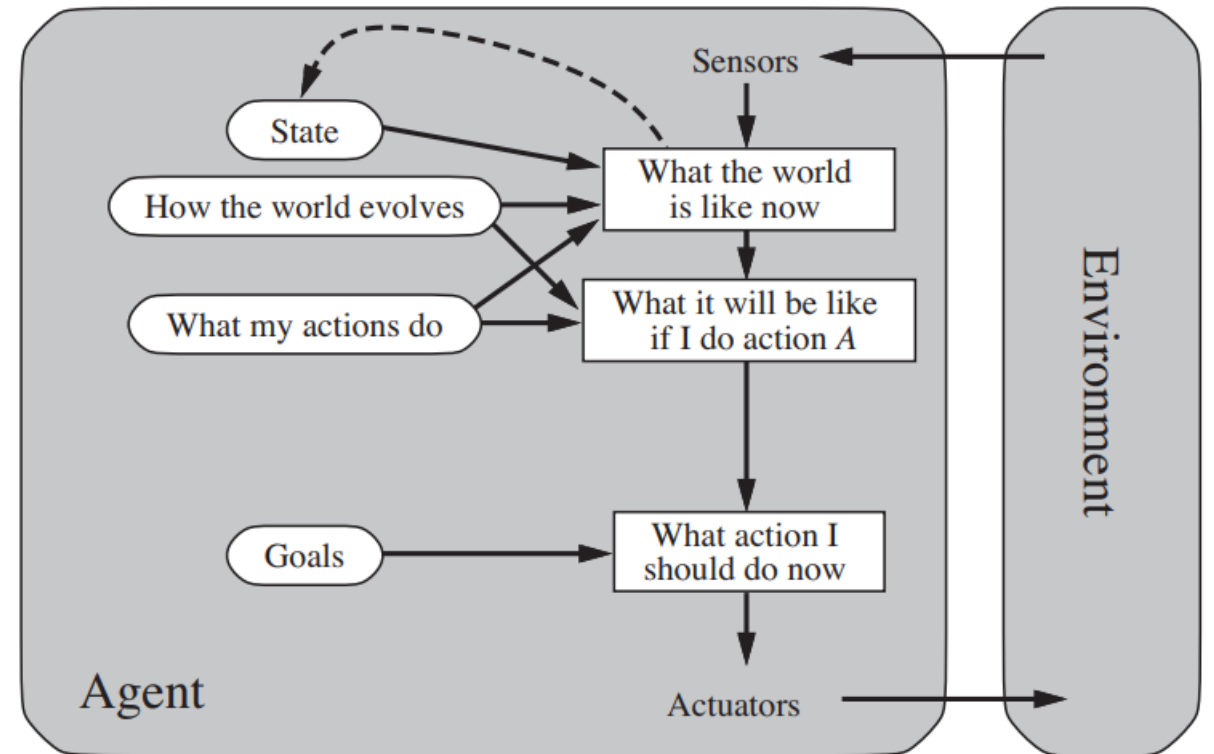 Sensors
State
What the world
is like now
How the world evolves
What it will be like
if I do action A
What my actions do
Environment
What action I
should do now
Goals
Agent
Actuators